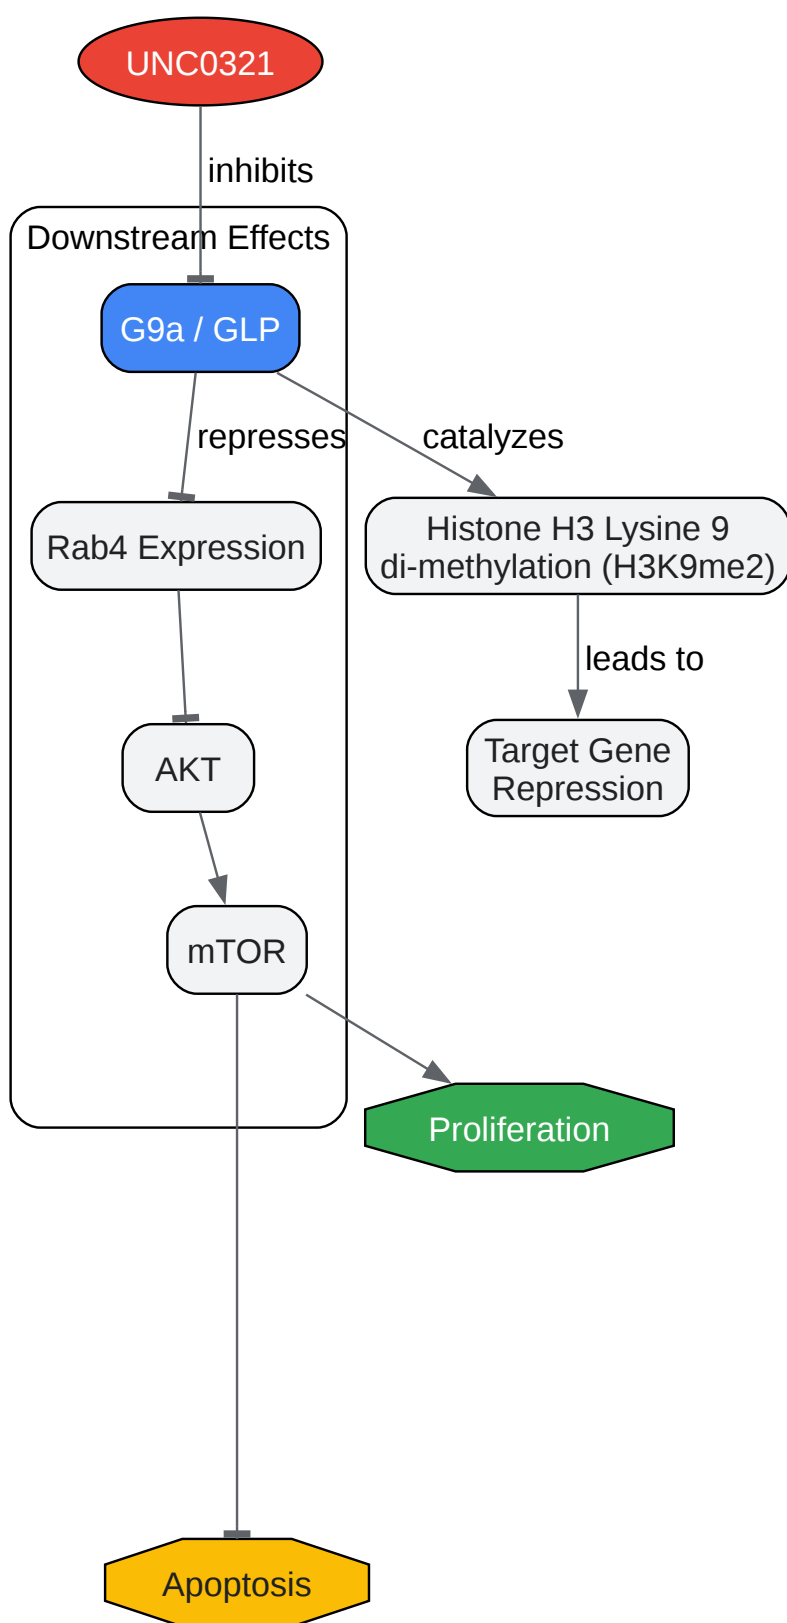 UNC0321
inhibits
Downstream Effects
G9a / GLP
represses
catalyzes
Rab4 Expression
Histone H3 Lysine 9
di-methylation (H3K9me2)
leads to
AKT
Target Gene
Repression
mTOR
Proliferation
Apoptosis